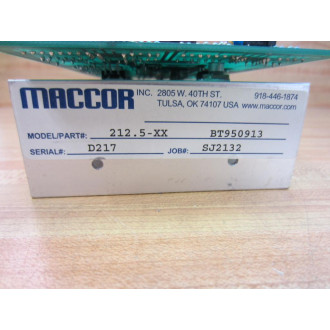 MACCOR INC. 2805 W. 40TH ST. 918-446-1874
TULSA, OK 74107 USA www.maccor.com
MODEL/PART#: 212.5-XX BT950913
SERIAL#: D217 JOB#: SJ2132